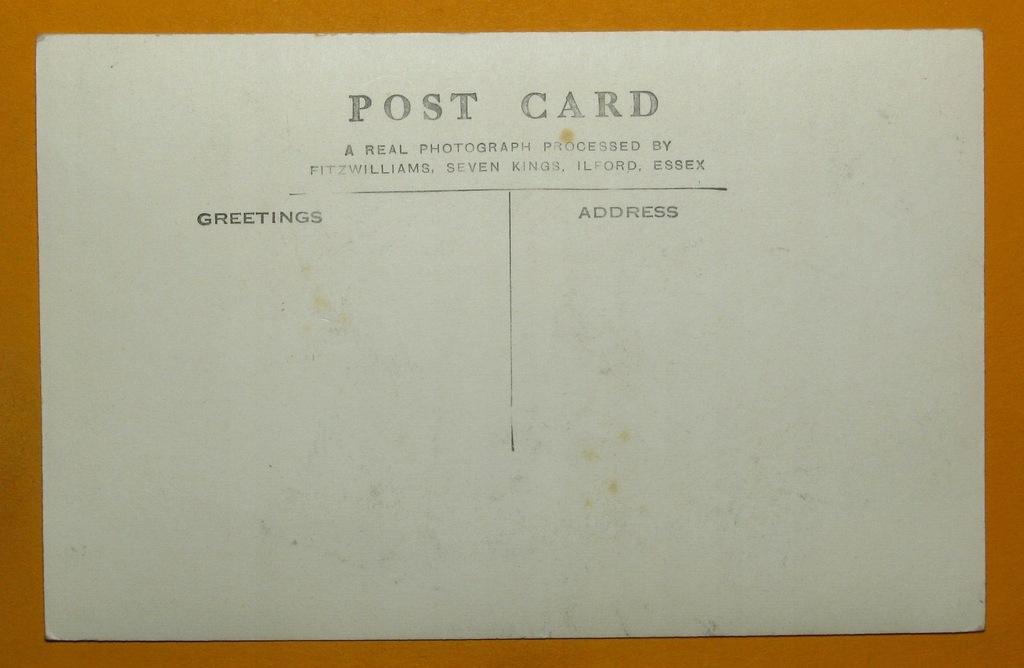 POST CARD
A REAL PHOTOGRAPH PROCESSED BY
FITZWILLIAMS, SEVEN KINGS, ILFORD, ESSEX
GREETINGS
ADDRESS